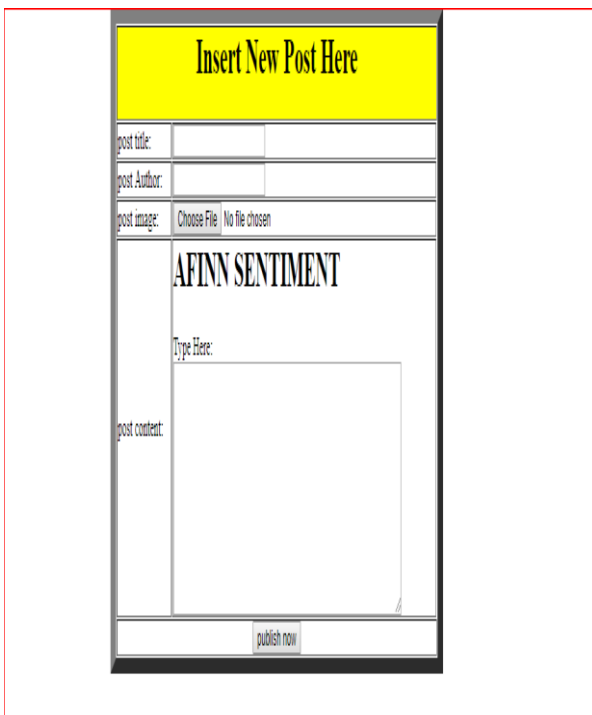 Insert New Post Here
post title:
post Author:
post image: Choose File No file chosen
AFINN SENTIMENT
Type Here:
post content:
publish now